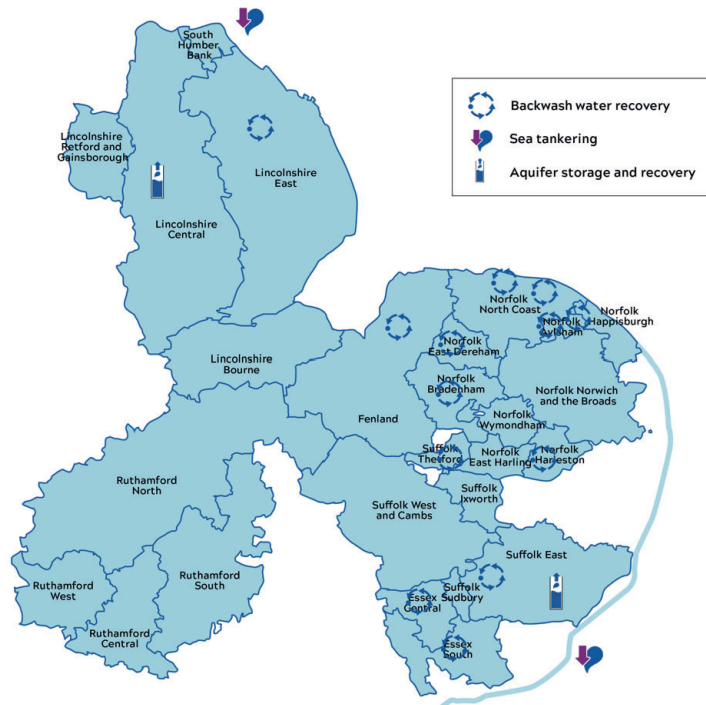 South
Humber
Bank
Backwash water recovery
Sea tankering
Aquifer storage and recovery
Lincolnshire
Retford and
Gainsborough
Lincolnshire
East
Lincolnshire
Central
Norfolk
North Coast
Norfolk
Happisburgh
Norfolk
Aylsham
Norfolk
East Dereham
Lincolnshire
Bourne
Norfolk
Bradenham
Norfolk Norwich
and the Broads
Fenland
Norfolk
Wymondham
Suffolk
Thetford
Norfolk
East Harling
Norfolk
Harleston
Ruthamford
North
Suffolk
Ixworth
Suffolk West
and Cambs
Suffolk East
Ruthamford
West
Ruthamford
South
Suffolk
Sudbury
Essex
Central
Ruthamford
Central
Essex
South